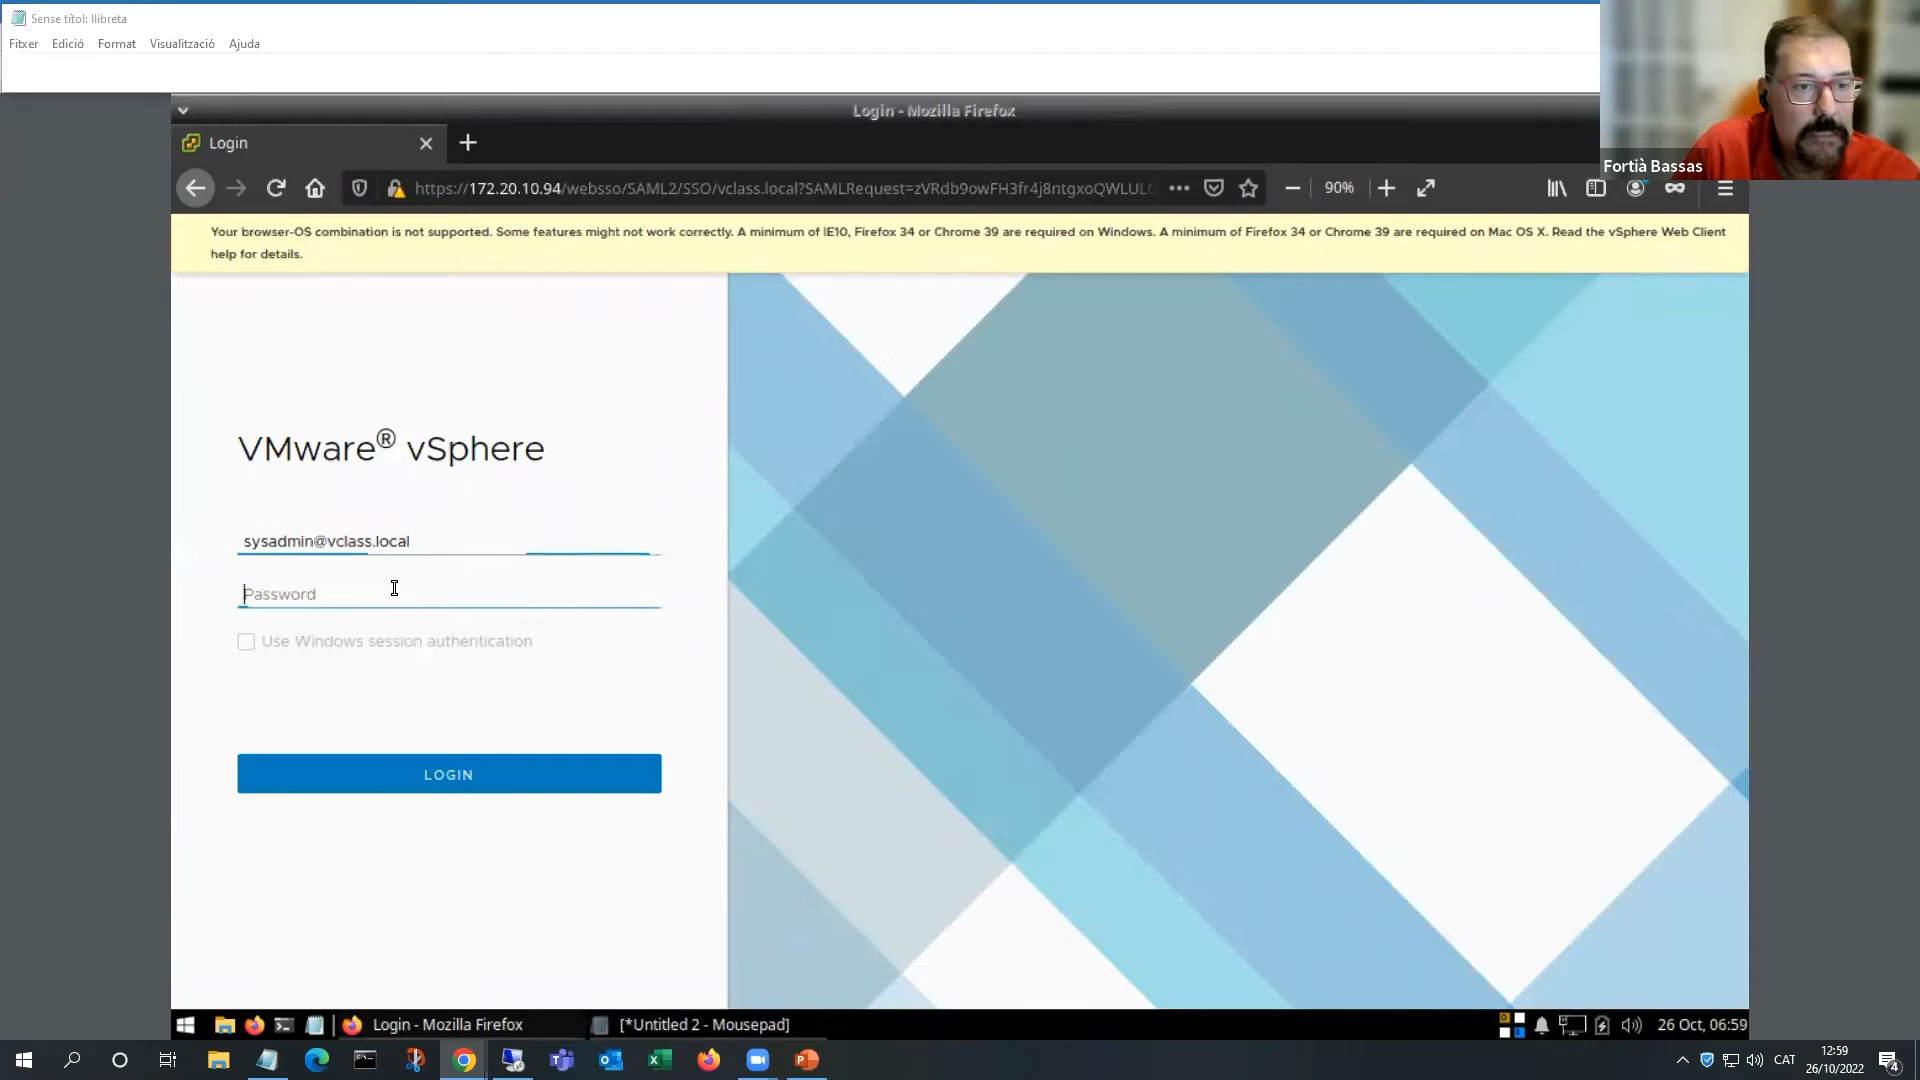 Sense títol: llibreta
Fitxer Edició Format Visualització Ajuda
Fortià Bassas
Login - Mozilla Firefox
Login
https://172.20.10.94/websso/SAML2/SSO/vclass.local?SAMLRequest=zVRdb9owFH3fr4j8ntgxoQWLUL
90%
Your browser-OS combination is not supported. Some features might not work correctly. A minimum of IE10, Firefox 34 or Chrome 39 are required on Windows. A minimum of Firefox 34 or Chrome 39 are required on Mac OS X. Read the vSphere Web Client
help for details.
VMware® vSphere
sysadmin@vclass.local
Password
Use Windows session authentication
LOGIN
Login - Mozilla Firefox
[*Untitled 2 - Mousepad]
26 Oct, 06:59
CAT
12:59
26/10/2022
4